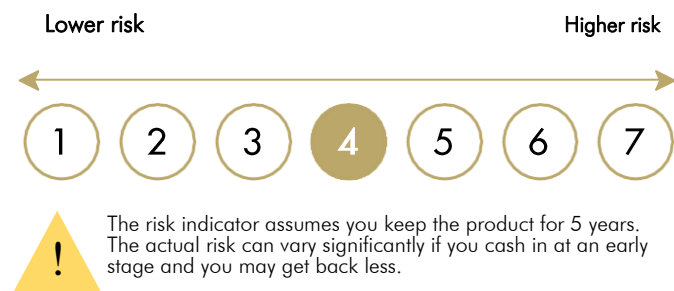 Lower risk Higher risk
1 2 3 4 5 6 7
! The risk indicator assumes you keep the product for 5 years.
The actual risk can vary significantly if you cash in at an early
stage and you may get back less.